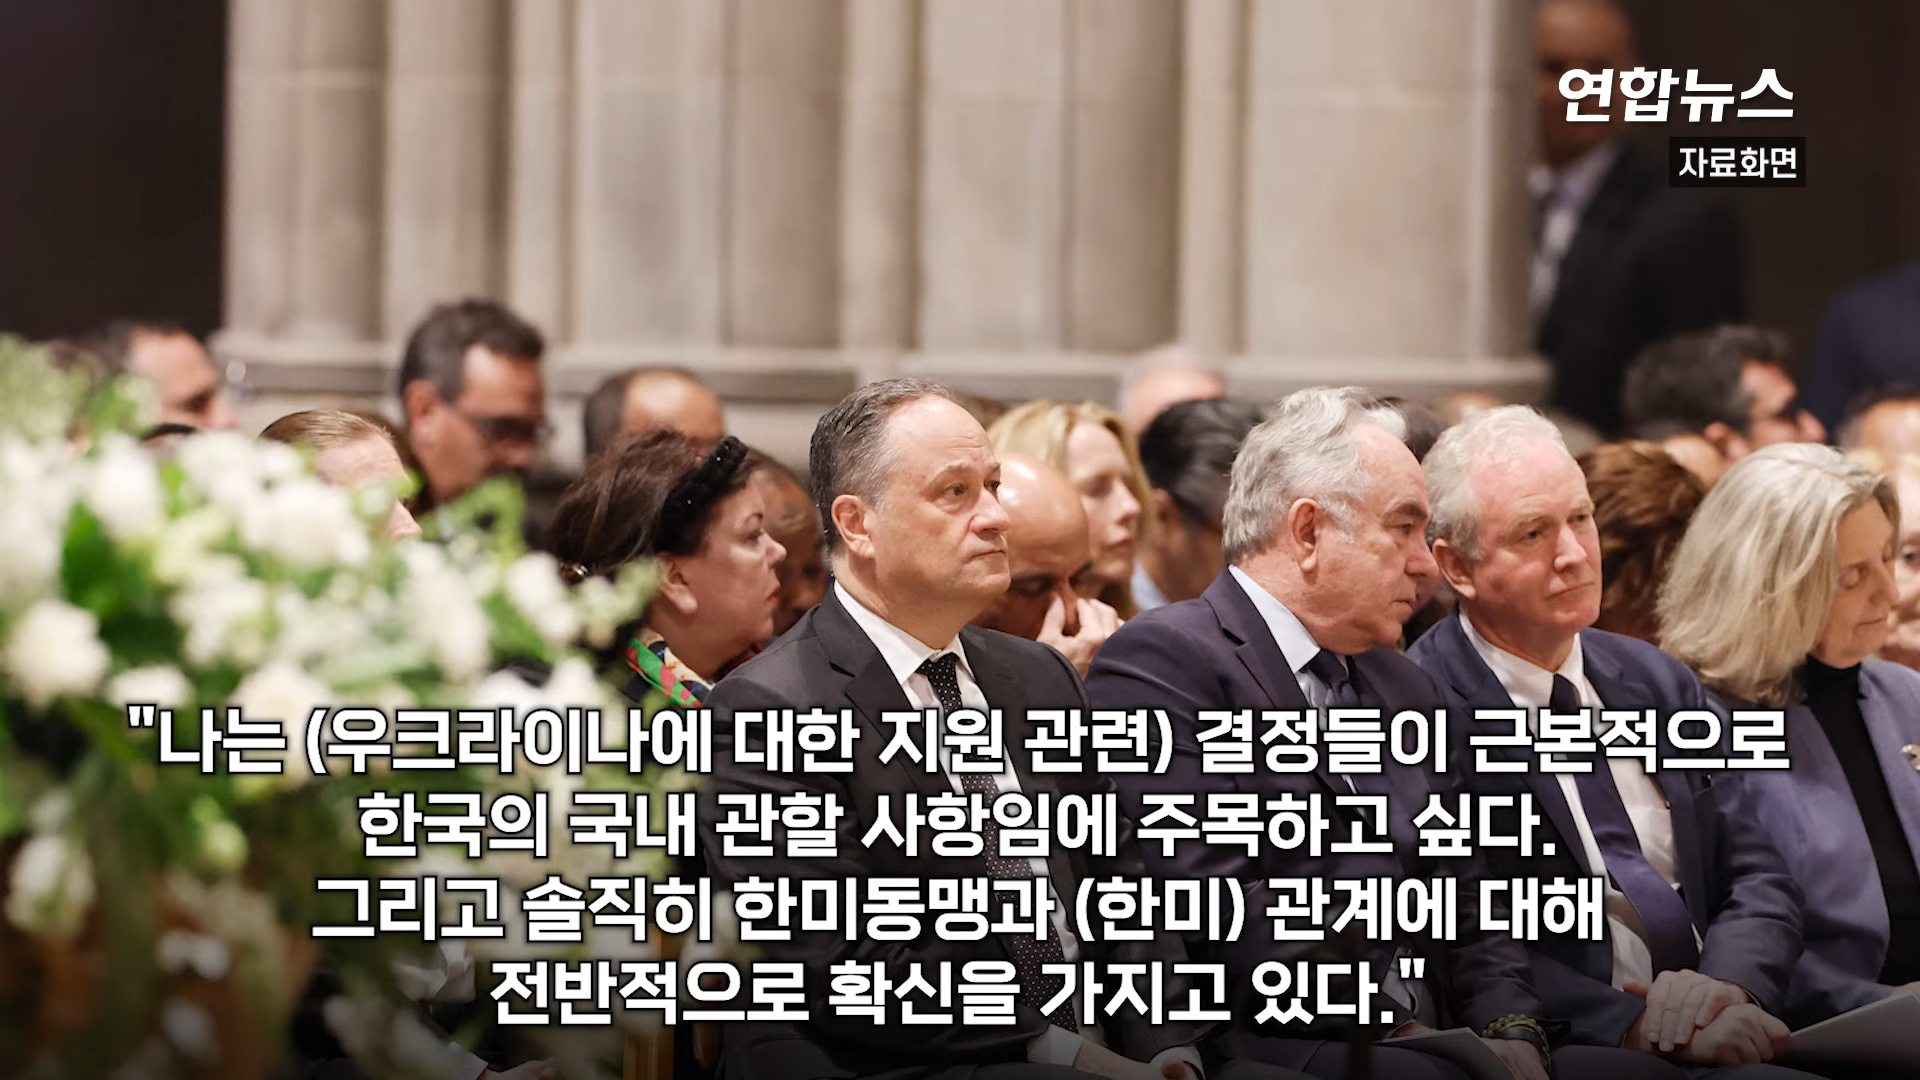 연합뉴스
자료화면
"나는 (우크라이나에 대한 지원 관련) 결정들이 근본적으로
한국의 국내 관할 사항임에 주목하고 싶다.
그리고 솔직히 한미동맹과 (한미) 관계에 대해
전반적으로 확신을 가지고 있다."